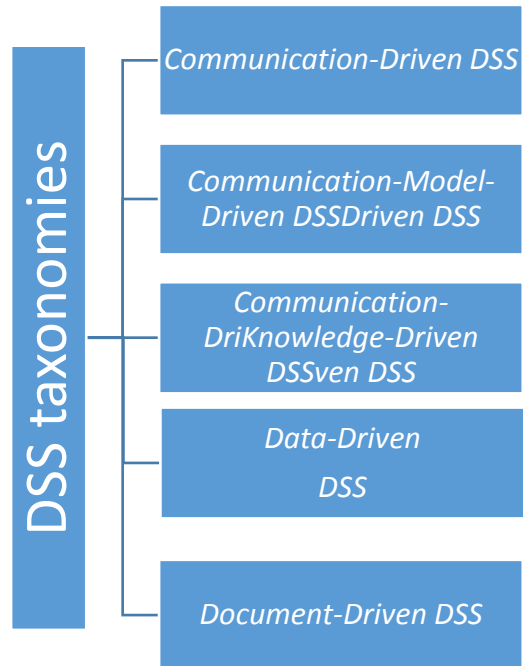 DSS taxonomies
Communication-Driven DSS
Communication-Model-
Driven DSSDriven DSS
Communication-
DriKnowledge-Driven
DSSven DSS
Data-Driven
DSS
Document-Driven DSS